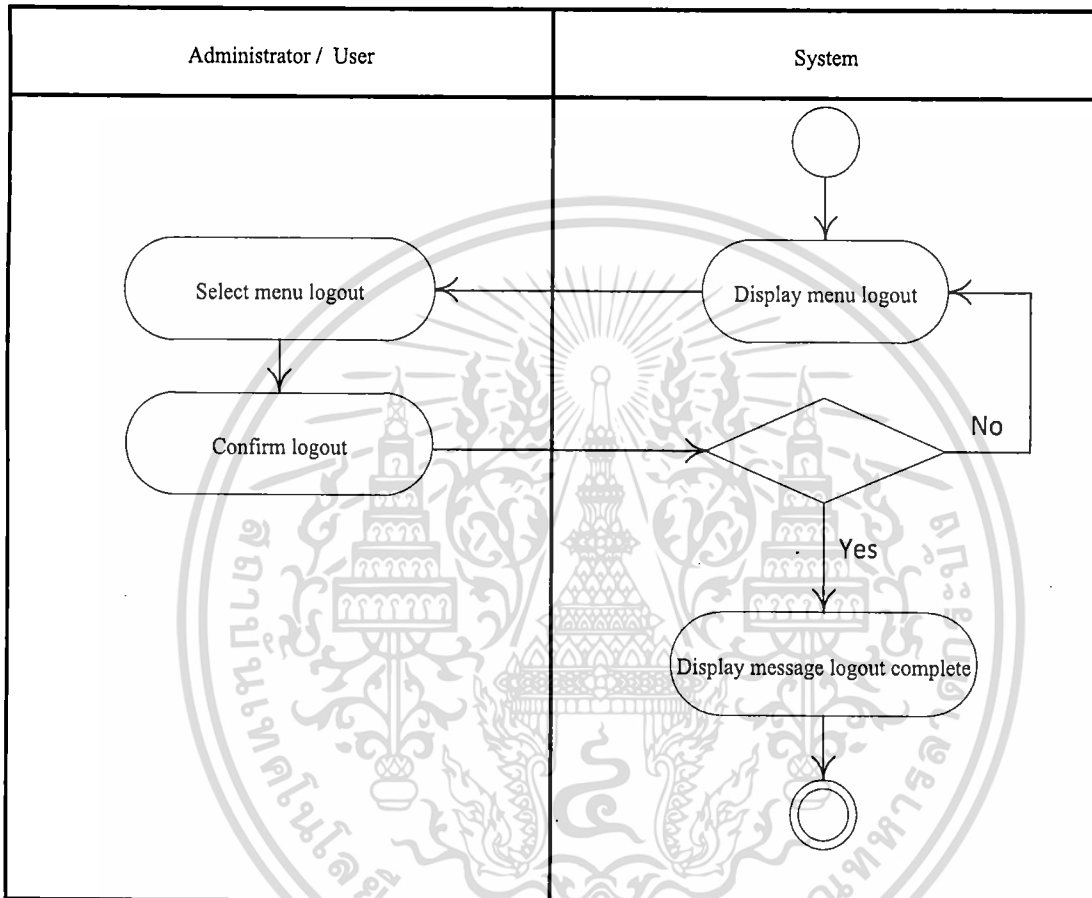 Administrator / User
System
Select menu logout
Display menu logout
Confirm logout
No
Yes
Display message logout complete